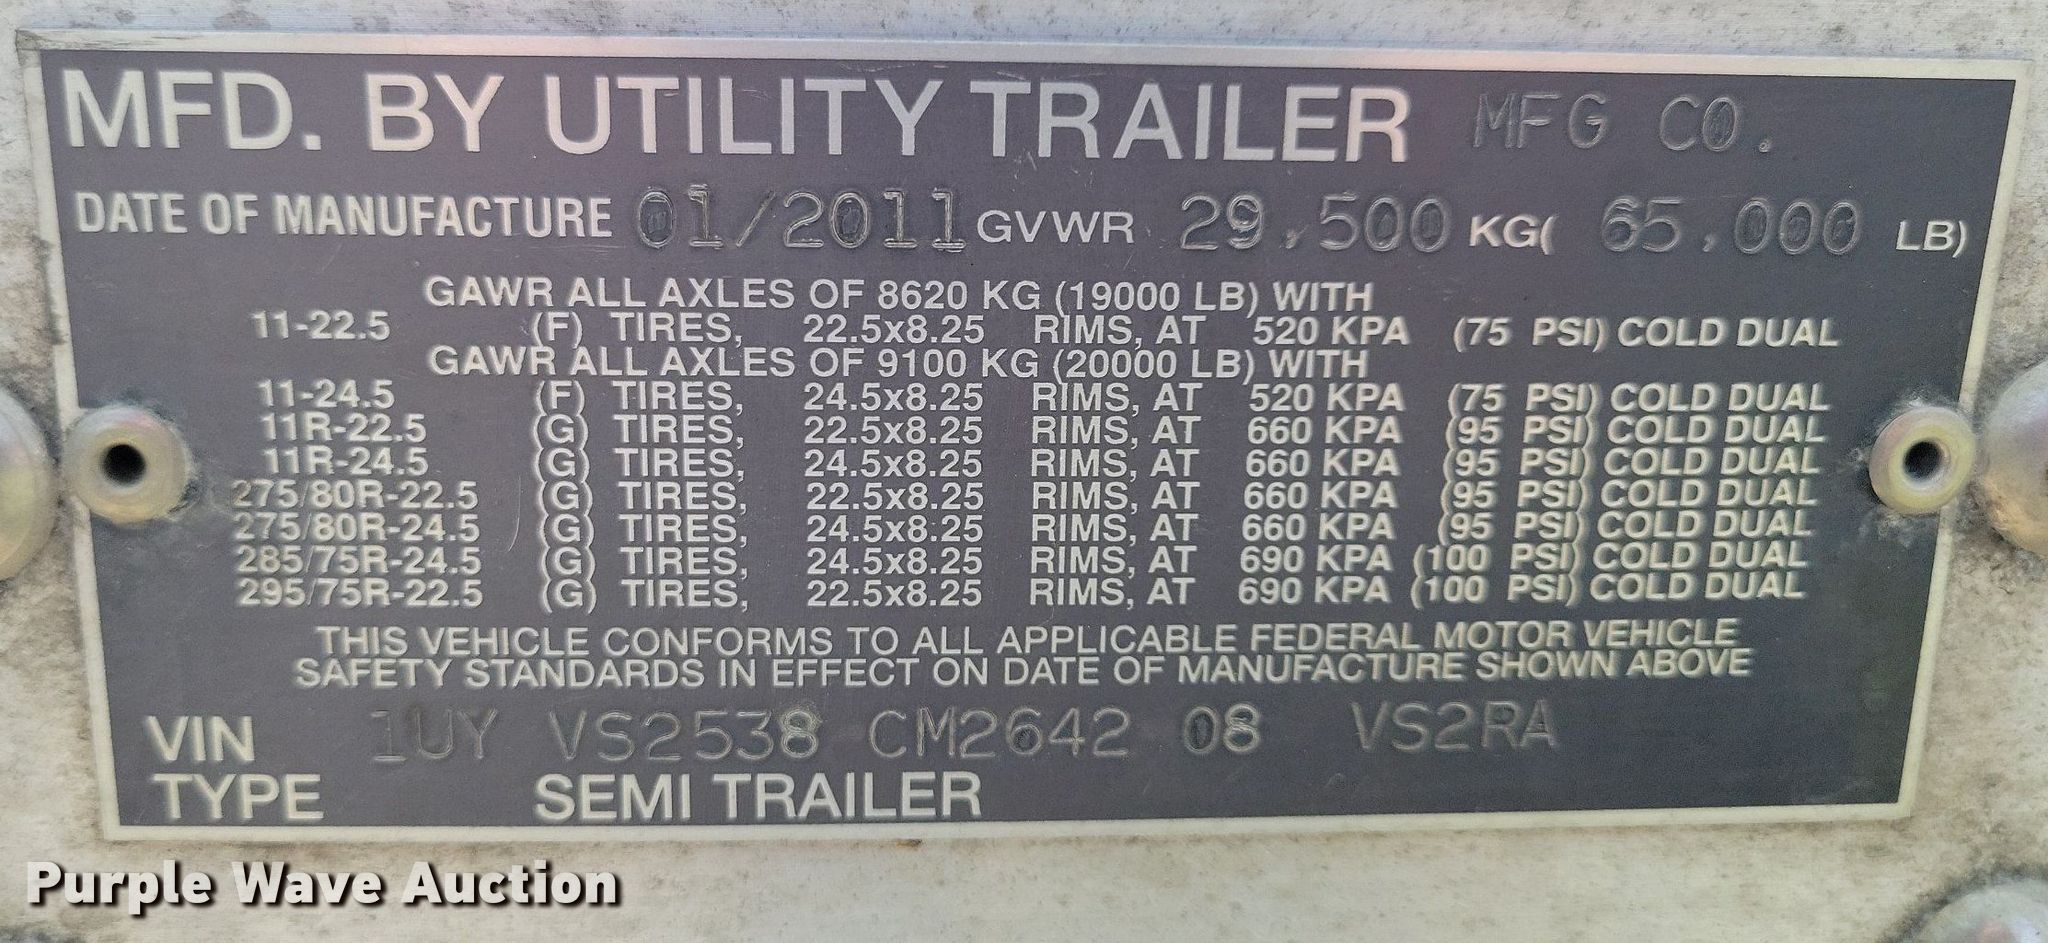 MFD. BY UTILITY TRAILER MFG CO.
DATE OF MANUFACTURE 01/2011 GVWR 29,500 KG( 65,000 LB)
GAWR ALL AXLES OF 8620 KG (19000 LB) WITH
11-22.5 (F) TIRES, 22.5x8.25 RIMS, AT 520 KPA (75 PSI) COLD DUAL
GAWR ALL AXLES OF 9100 KG (20000 LB) WITH
11-24.5 (F) TIRES, 24.5x8.25 RIMS, AT 520 KPA (75 PSI) COLD DUAL
11R-22.5 (G) TIRES, 22.5x8.25 RIMS, AT 660 KPA (95 PSI) COLD DUAL
11R-24.5 (G) TIRES, 24.5x8.25 RIMS, AT 660 KPA (95 PSI) COLD DUAL
275/80R-22.5 (G) TIRES, 22.5x8.25 RIMS, AT 660 KPA (95 PSI) COLD DUAL
275/80R-24.5 (G) TIRES, 24.5x8.25 RIMS, AT 660 KPA (95 PSI) COLD DUAL
285/75R-24.5 (G) TIRES, 24.5x8.25 RIMS, AT 690 KPA (100 PSI) COLD DUAL
295/75R-22.5 (G) TIRES, 22.5x8.25 RIMS, AT 690 KPA (100 PSI) COLD DUAL
THIS VEHICLE CONFORMS TO ALL APPLICABLE FEDERAL MOTOR VEHICLE
SAFETY STANDARDS IN EFFECT ON DATE OF MANUFACTURE SHOWN ABOVE
VIN 1UY VS2538 CM2642 08 VS2RA
TYPE SEMI TRAILER
Purple Wave Auction